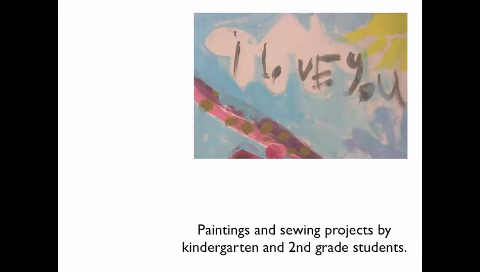 i lovE you
Paintings and sewing projects by
kindergarten and 2nd grade students.